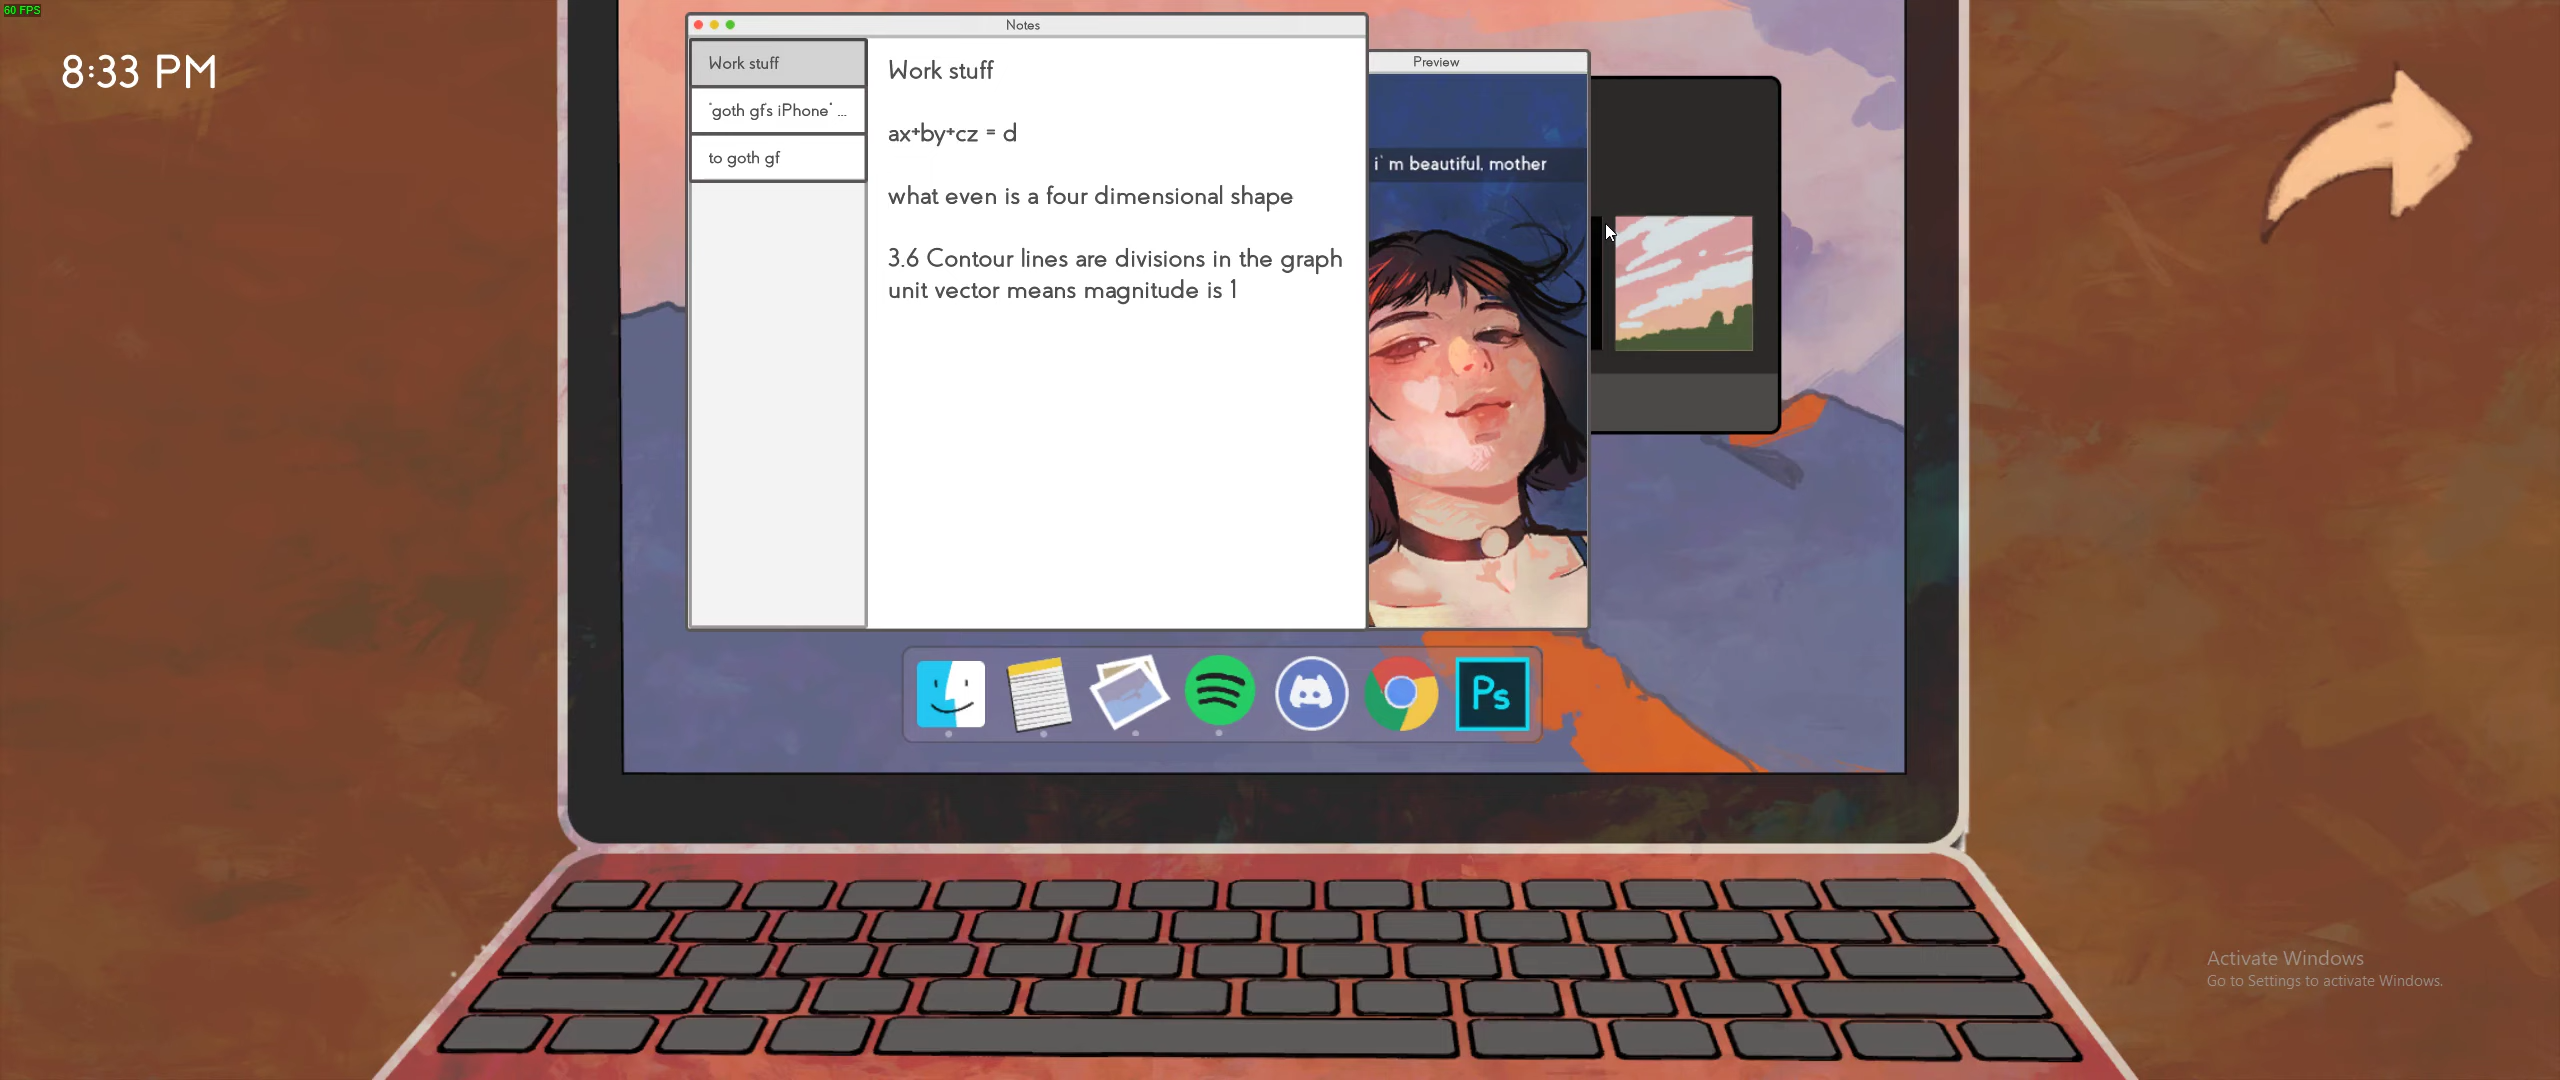 60 FPS
8:33 PM
Notes
Work stuff
"goth gf's iPhone" ...
to goth gf
Work stuff
ax+by+cz = d
what even is a four dimensional shape
3.6 Contour lines are divisions in the graph
unit vector means magnitude is 1
Preview
i'm beautiful, mother
Ps
Activate Windows
Go to Settings to activate Windows.